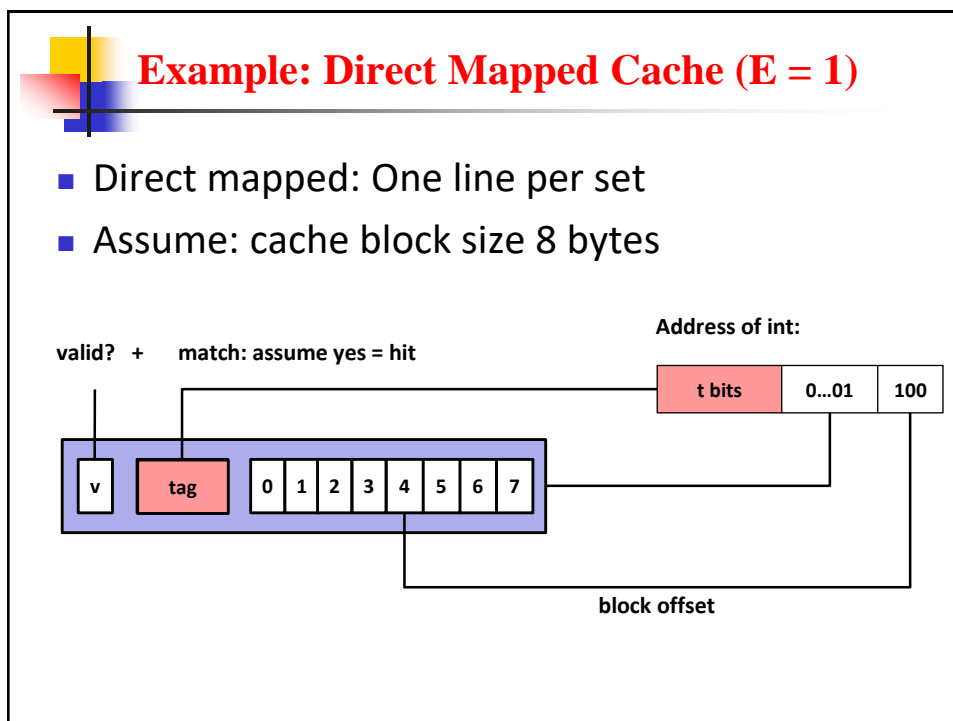 Example: Direct Mapped Cache (E = 1)
Direct mapped: One line per set
Assume: cache block size 8 bytes
Address of int:
valid? + match: assume yes = hit
t bits 0...01 100
v tag 0 1 2 3 4 5 6 7
block offset